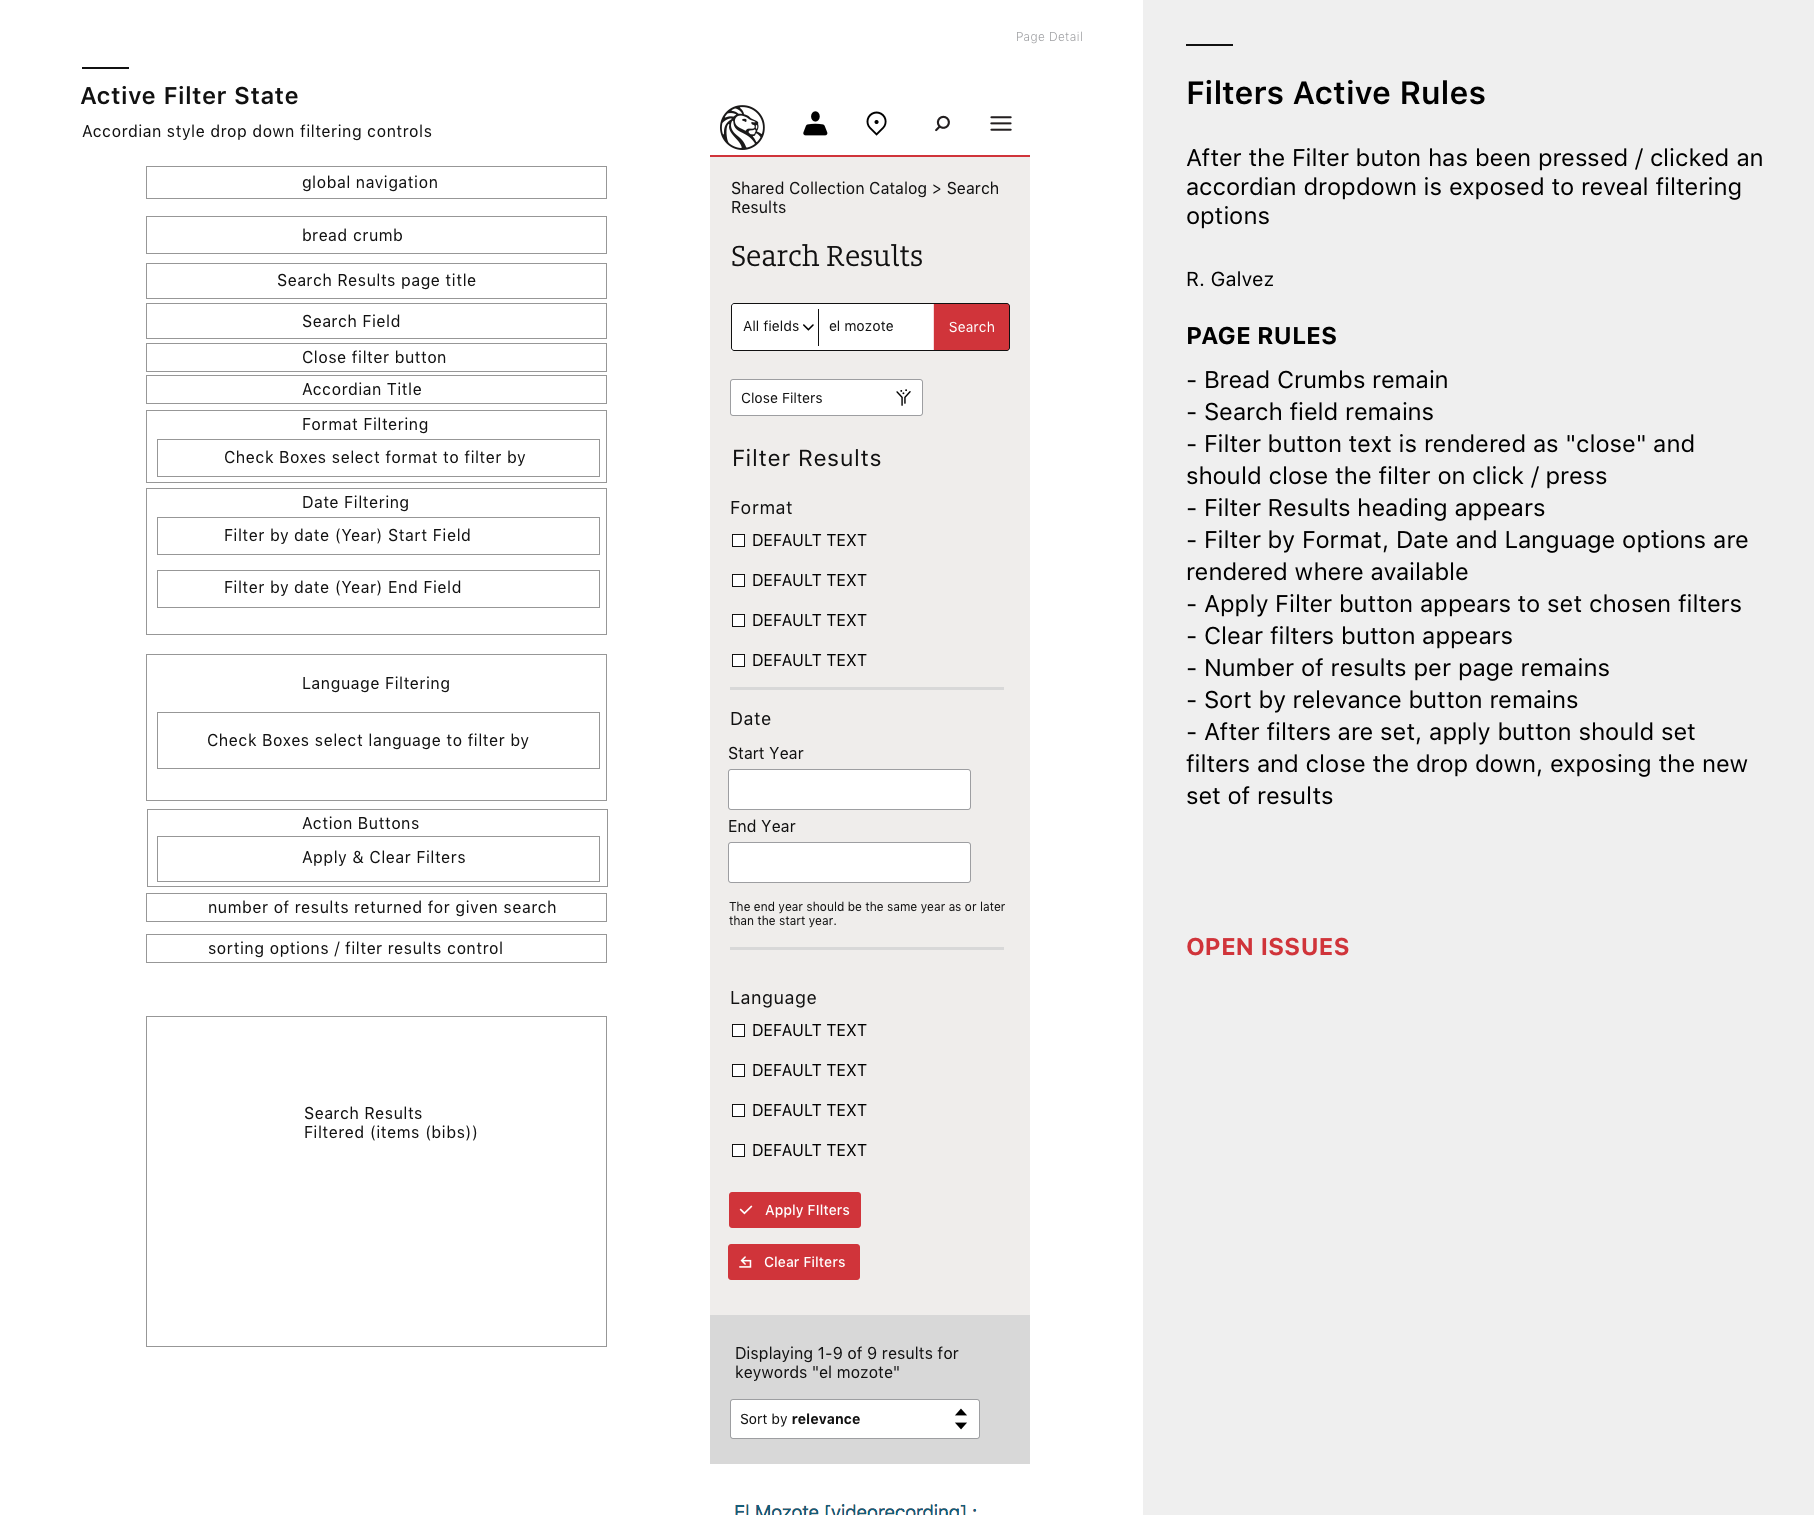 Page Detail
Active Filter State
Accordian style drop down filtering controls
global navigation
bread crumb
Search Results page title
Search Field
Close filter button
Accordian Title
Format Filtering
Check Boxes select format to filter by
Date Filtering
Filter by date (Year) Start Field
Filter by date (Year) End Field
Language Filtering
Check Boxes select language to filter by
Action Buttons
Apply & Clear Filters
number of results returned for given search
sorting options / filter results control
Search Results
Filtered (items (bibs))
Shared Collection Catalog > Search
Results
Search Results
All fields
el mozote
Search
Close Filters
Filter Results
Format
DEFAULT TEXT
DEFAULT TEXT
DEFAULT TEXT
DEFAULT TEXT
Date
Start Year
End Year
The end year should be the same year as or later
than the start year.
Language
DEFAULT TEXT
DEFAULT TEXT
DEFAULT TEXT
DEFAULT TEXT
Apply FIlters
Clear Filters
Displaying 1-9 of 9 results for
keywords "el mozote"
Sort by relevance
El Mozote [videorecording] :
Filters Active Rules
After the Filter buton has been pressed / clicked an
accordian dropdown is exposed to reveal filtering
options
R. Galvez
PAGE RULES
- Bread Crumbs remain
- Search field remains
- Filter button text is rendered as "close" and
should close the filter on click / press
- Filter Results heading appears
- Filter by Format, Date and Language options are
rendered where available
- Apply Filter button appears to set chosen filters
- Clear filters button appears
- Number of results per page remains
- Sort by relevance button remains
- After filters are set, apply button should set
filters and close the drop down, exposing the new
set of results
OPEN ISSUES